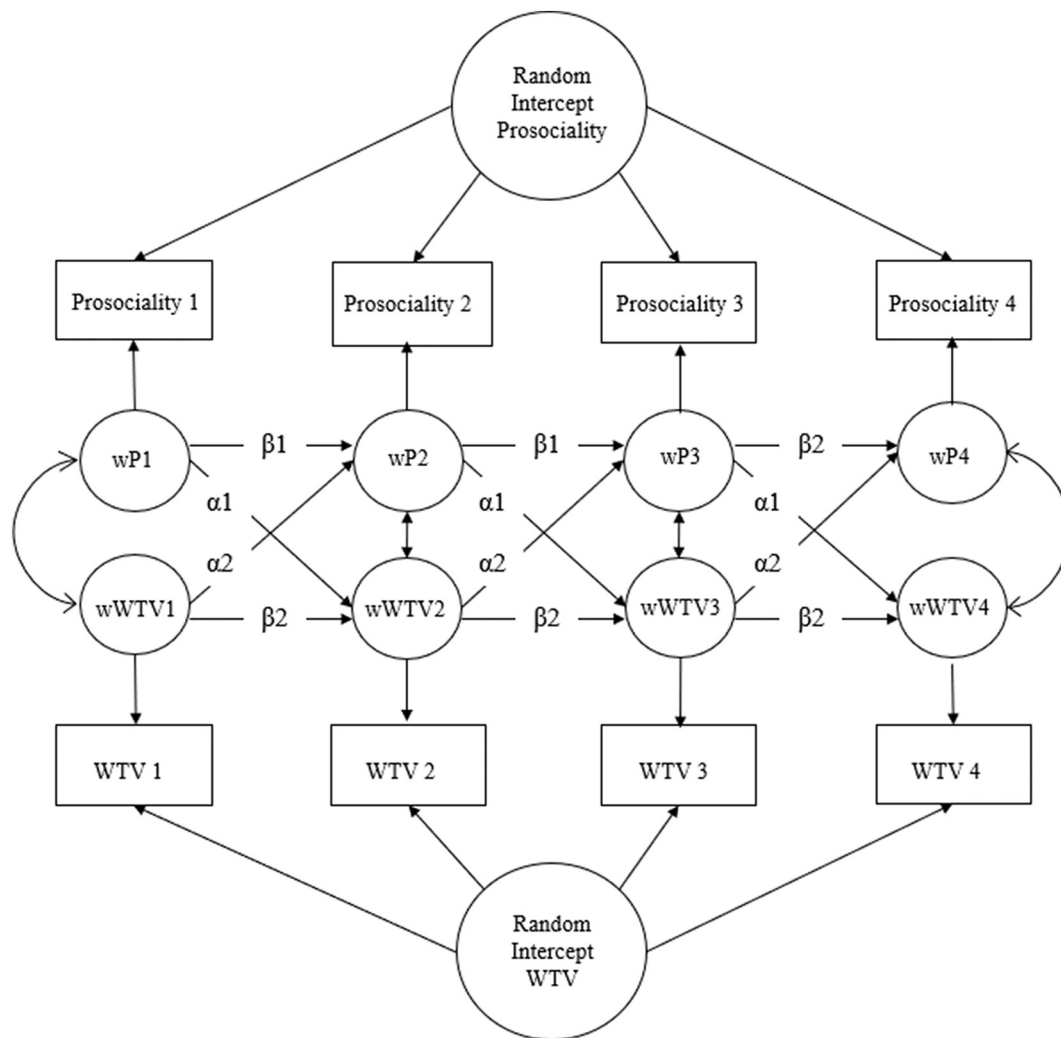 Random
Intercept
Prosociality
Prosociality 1
Prosociality 2
Prosociality 3
Prosociality 4
wP1
β1
wP2
β1
wP3
β2
wP4
α1
α1
α1
α2
α2
α2
wWTV1
β2
wWTV2
β2
wWTV3
β2
wWTV4
WTV 1
WTV 2
WTV 3
WTV 4
Random
Intercept
WTV